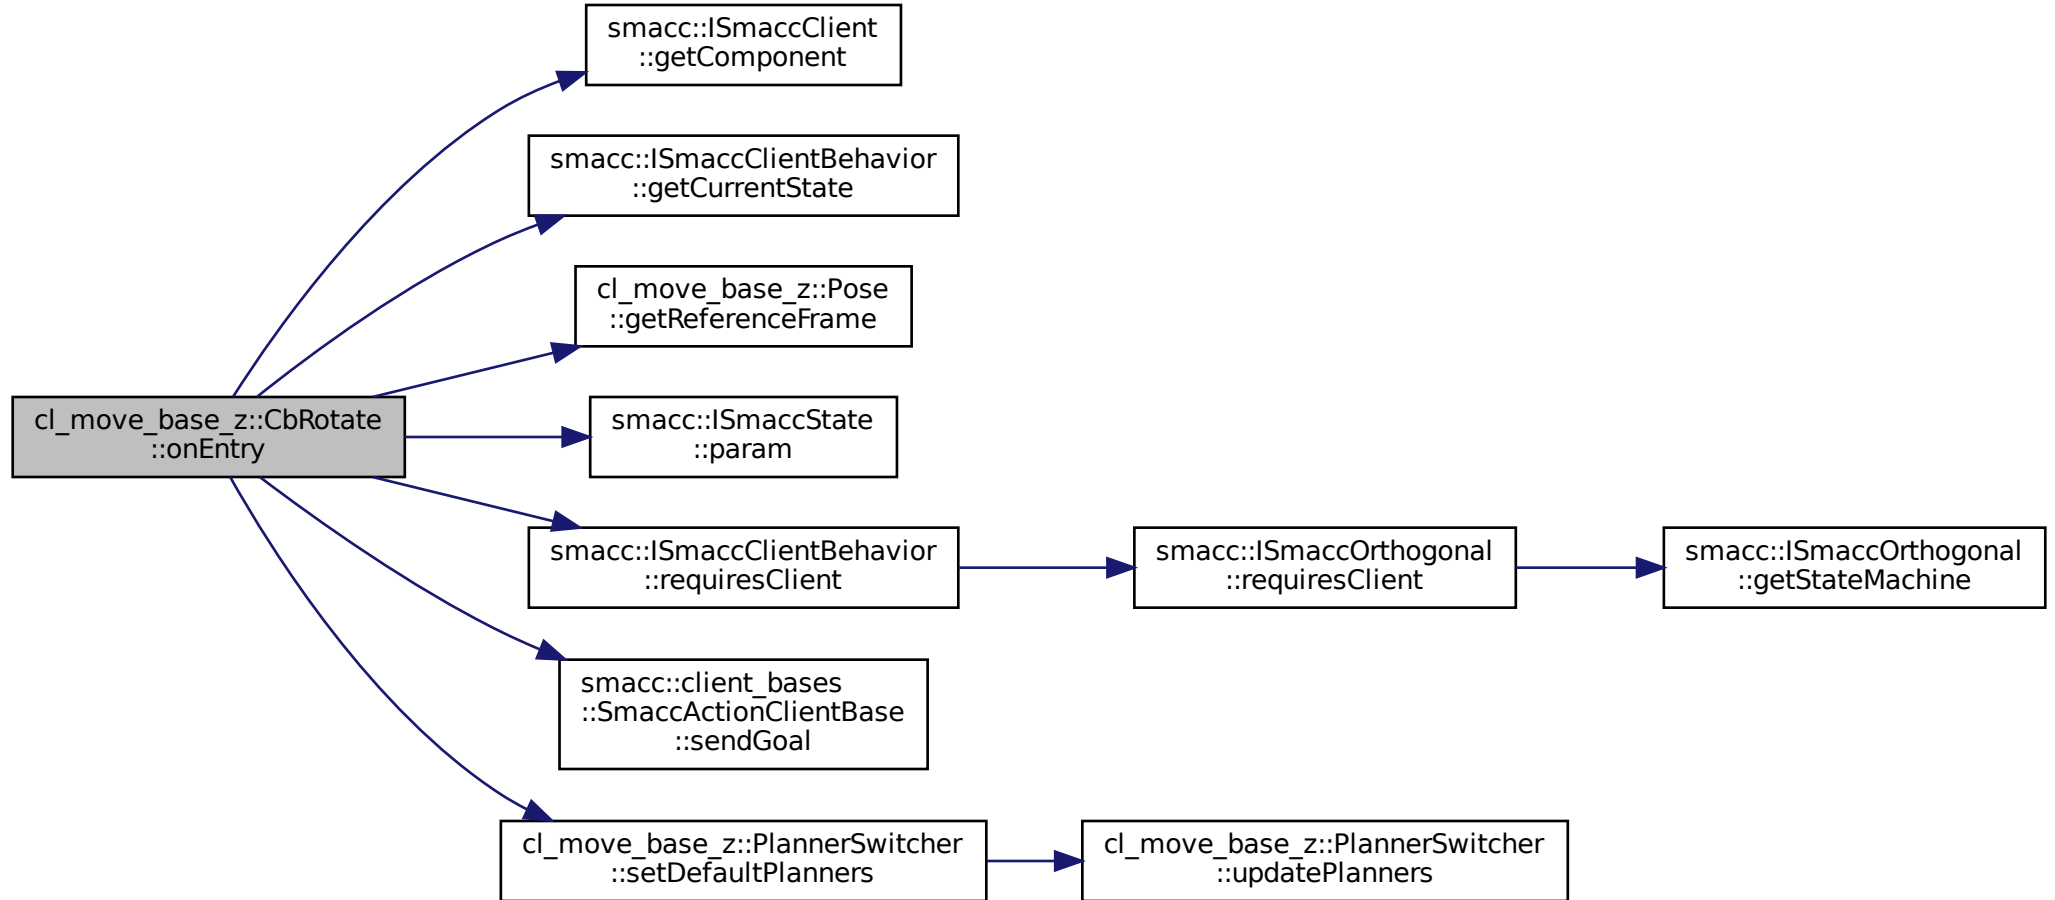 smacc::ISmaccClient
::getComponent
smacc::ISmaccClientBehavior
::getCurrentState
cl_move_base_z::Pose
::getReferenceFrame
cl_move_base_z::CbRotate
::onEntry
smacc::ISmaccState
::param
smacc::ISmaccClientBehavior
::requiresClient
smacc::ISmaccOrthogonal
::requiresClient
smacc::ISmaccOrthogonal
::getStateMachine
smacc::client_bases
::SmaccActionClientBase
::sendGoal
cl_move_base_z::PlannerSwitcher
::setDefaultPlanners
cl_move_base_z::PlannerSwitcher
::updatePlanners